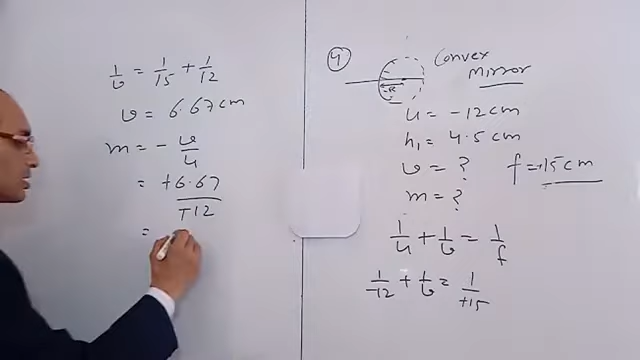 1/v = 1/15 + 1/12
v = 6.67 cm
m = - v/u
= +6.67/+12
=
4 Convex
Mirror
R
u = -12 cm
h₁ = 4.5 cm
v = ? f = +15 cm
m = ?
1/u + 1/v = 1/f
1/-12 + 1/v = 1/+15